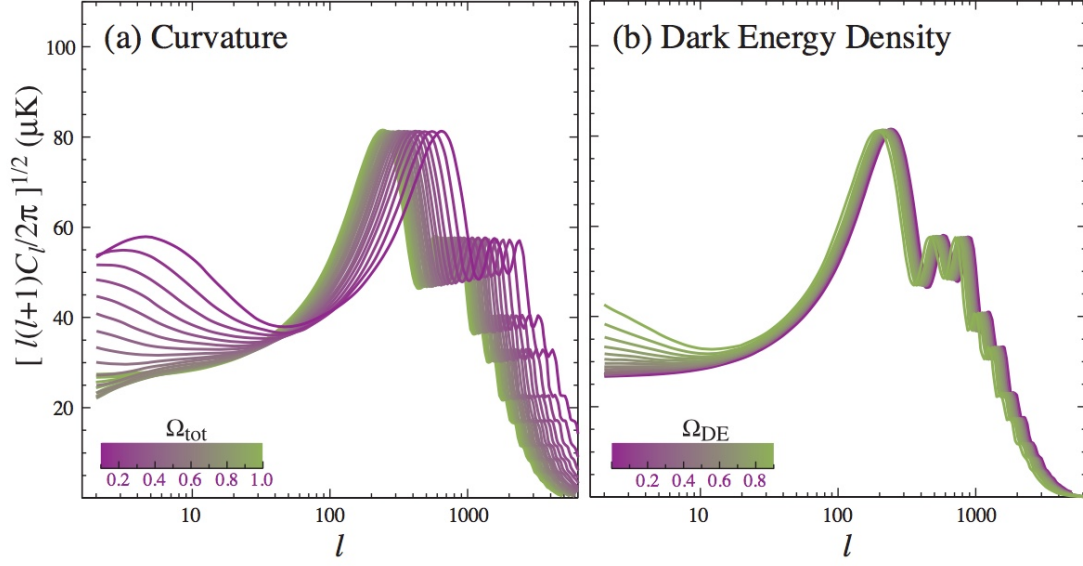 (a) Curvature
(b) Dark Energy Density
[ l(l+1)C_l/2π ]^{1/2} (μK)
100
80
60
40
20
Ω_tot
0.2 0.4 0.6 0.8 1.0
Ω_DE
0.2 0.4 0.6 0.8
10 100 1000
10 100 1000
l
l